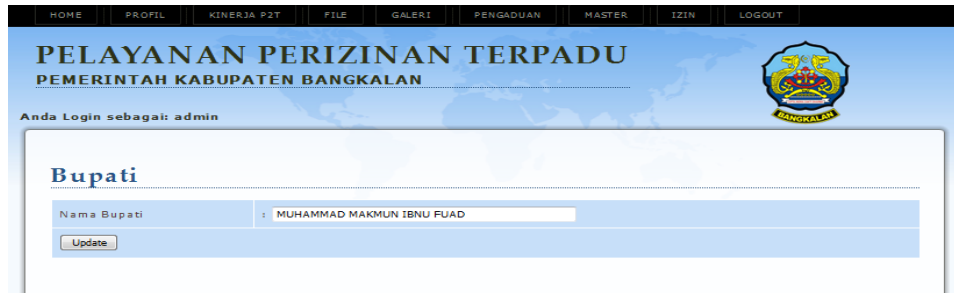 HOME PROFIL KINERJA P2T FILE GALERI PENGADUAN MASTER IZIN LOGOUT
PELAYANAN PERIZINAN TERPADU
PEMERINTAH KABUPATEN BANGKALAN
BANGKALAN
Anda Login sebagai: admin
Bupati
Nama Bupati : MUHAMMAD MAKMUN IBNU FUAD
Update